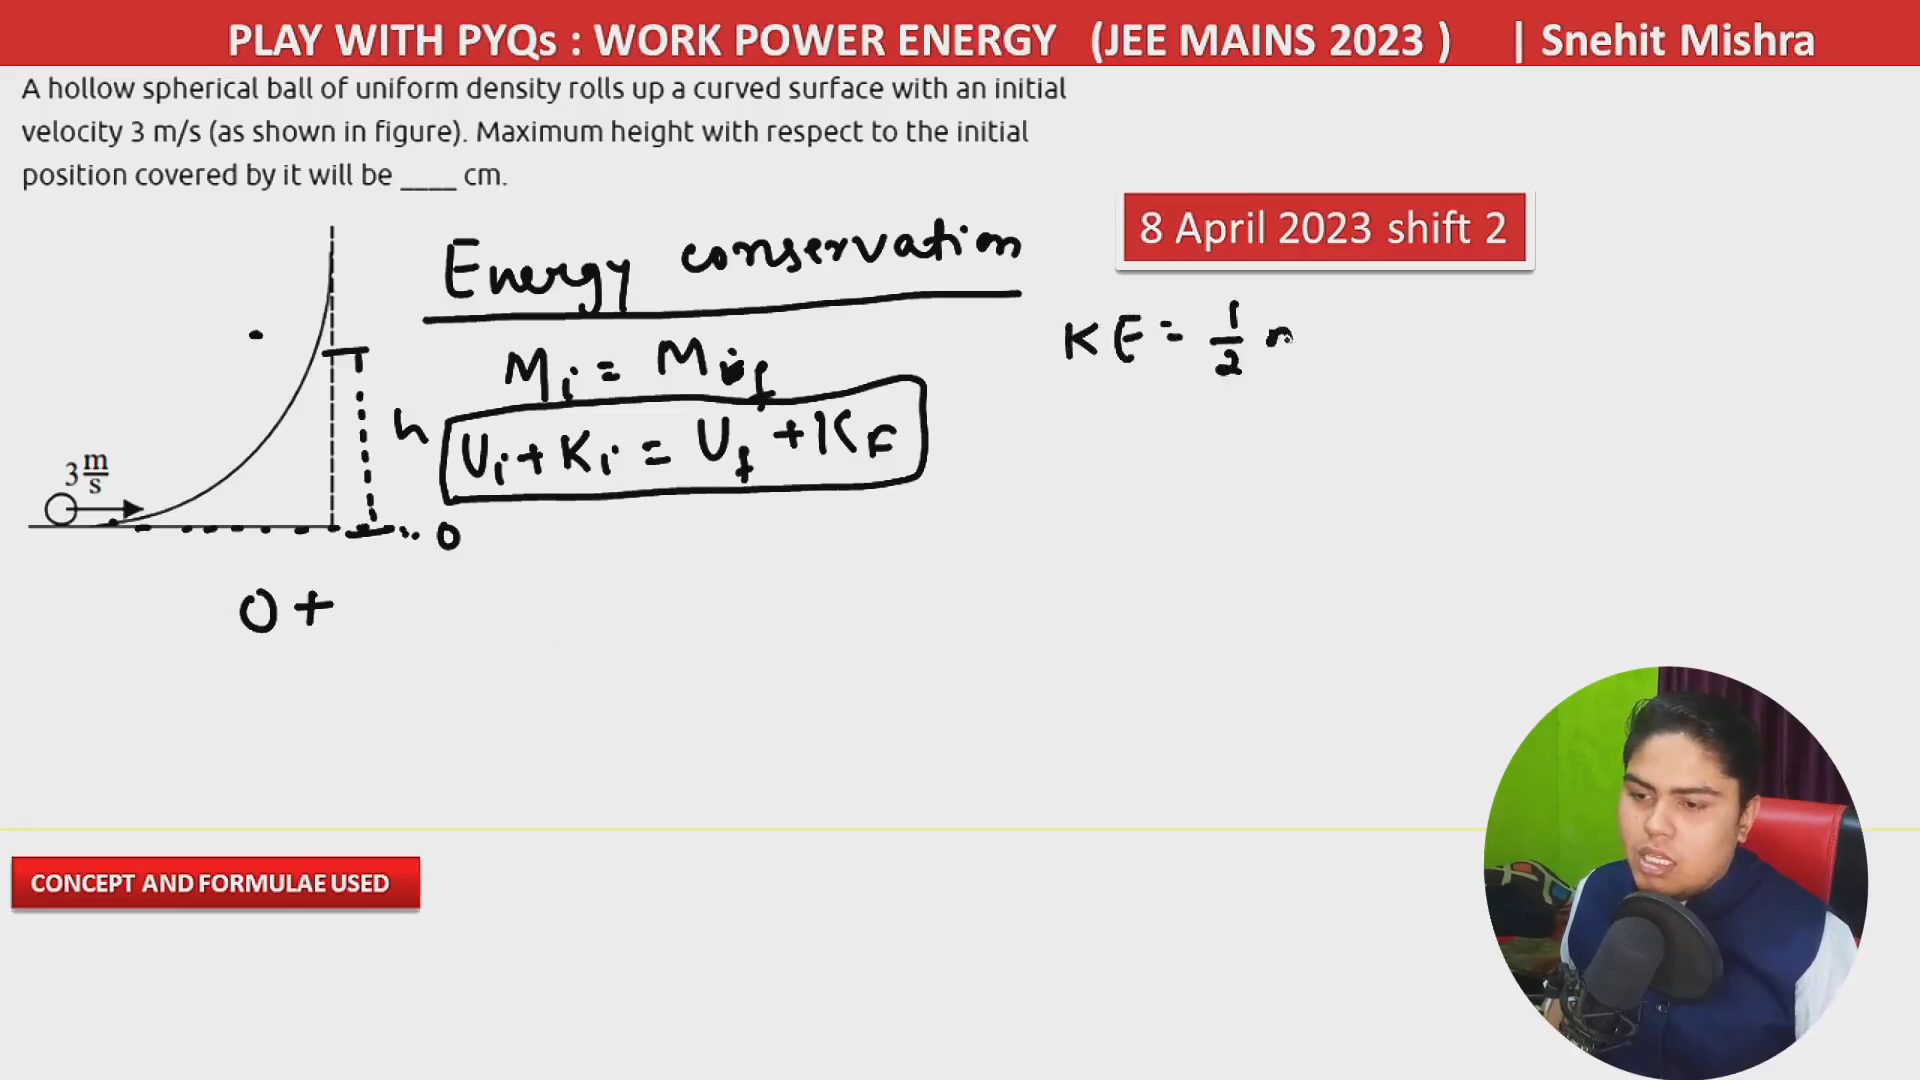 PLAY WITH PYQs : WORK POWER ENERGY (JEE MAINS 2023 ) | Snehit Mishra
A hollow spherical ball of uniform density rolls up a curved surface with an initial
velocity 3 m/s (as shown in figure). Maximum height with respect to the initial
position covered by it will be ____ cm.
8 April 2023 shift 2
Energy conservation
KE = 1/2 m
Mi = Mf
h
Ui + Ki = Uf + KF
3 m/s
0
0 +
CONCEPT AND FORMULAE USED